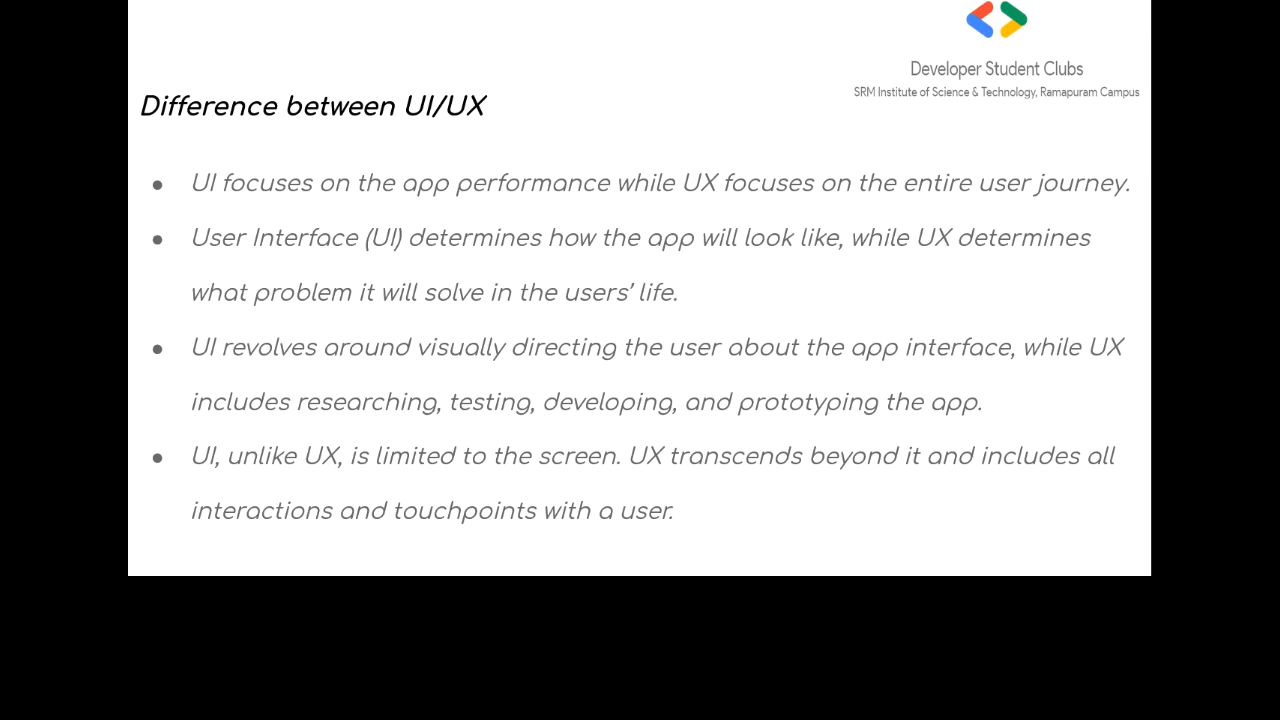 Developer Student Clubs
SRM Institute of Science & Technology, Ramapuram Campus
Difference between UI/UX
● UI focuses on the app performance while UX focuses on the entire user journey.
● User Interface (UI) determines how the app will look like, while UX determines
what problem it will solve in the users’ life.
● UI revolves around visually directing the user about the app interface, while UX
includes researching, testing, developing, and prototyping the app.
● UI, unlike UX, is limited to the screen. UX transcends beyond it and includes all
interactions and touchpoints with a user.